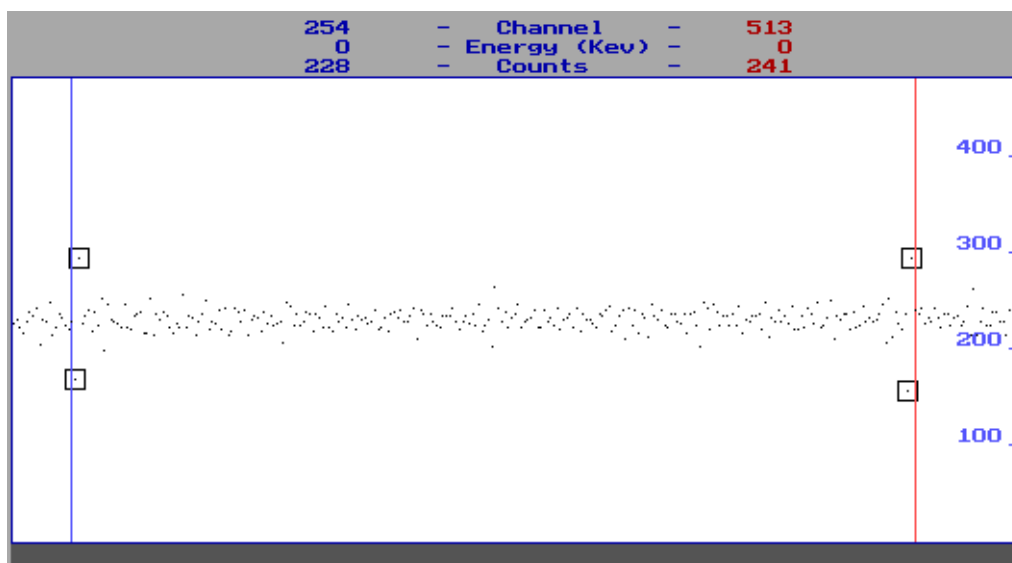 254 - Channel - 513
0 - Energy (Kev) - 0
228 - Counts - 241
400
300
200
100